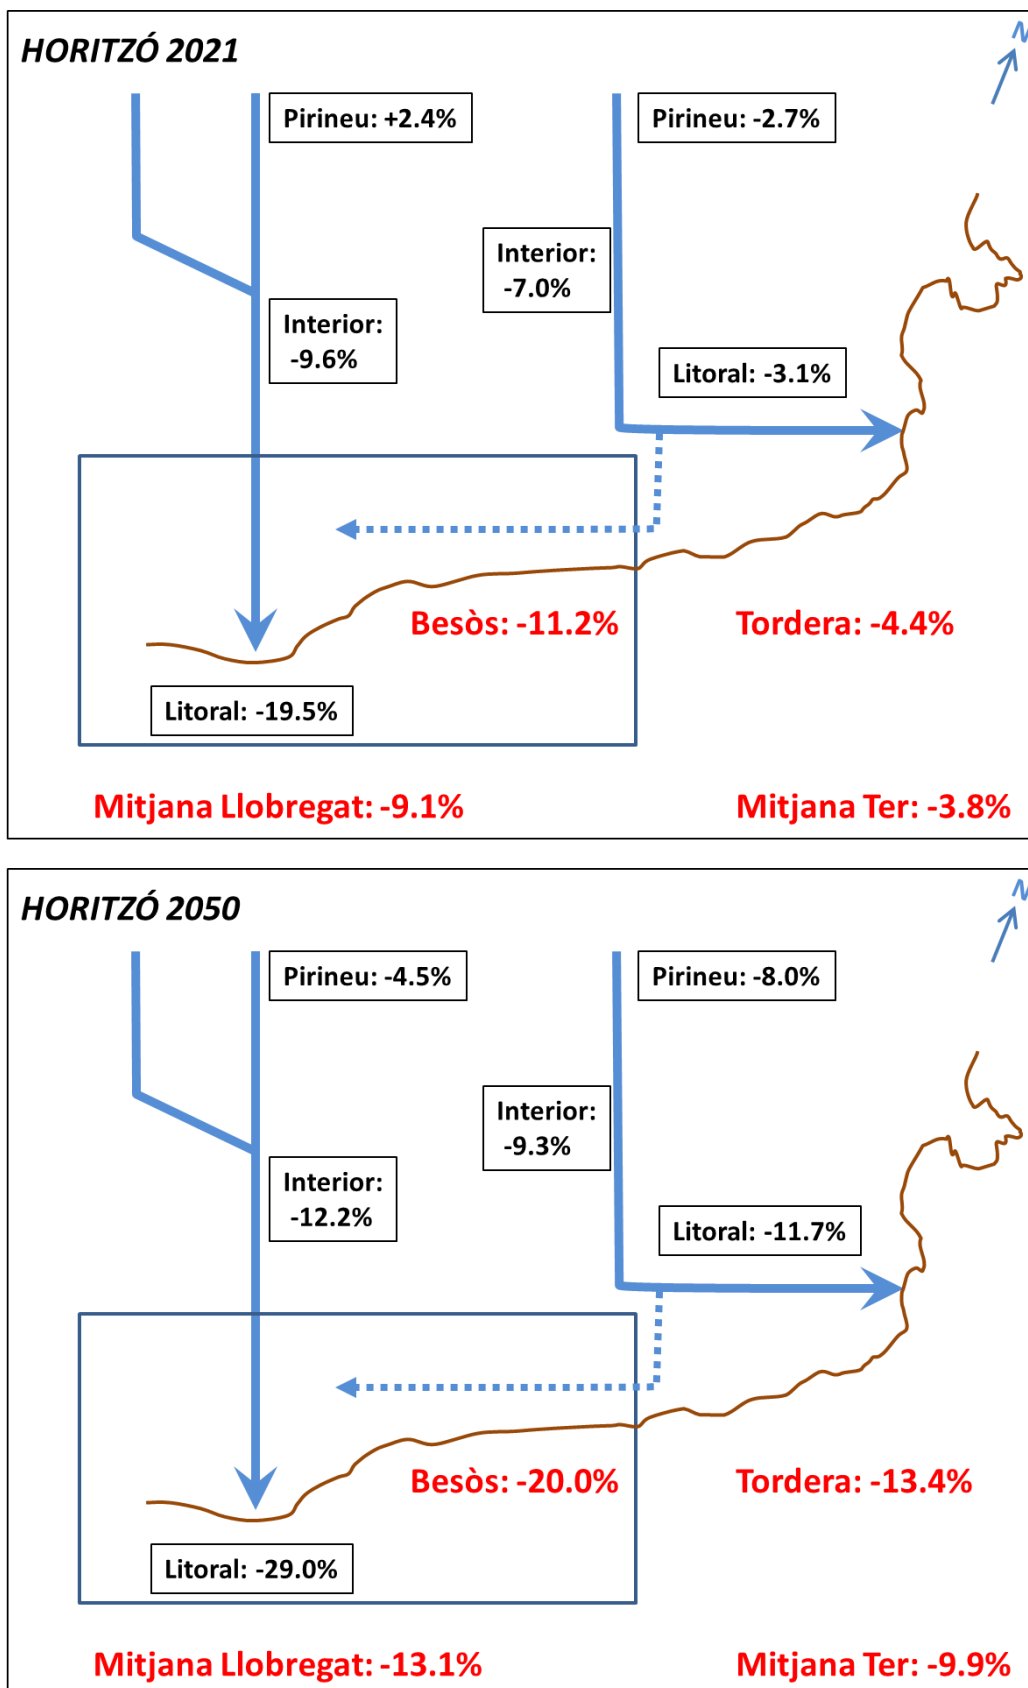 HORITZÓ 2021
N
Pirineu: +2.4%
Pirineu: -2.7%
Interior:
-7.0%
Interior:
-9.6%
Litoral: -3.1%
Besòs: -11.2%
Tordera: -4.4%
Litoral: -19.5%
Mitjana Llobregat: -9.1%
Mitjana Ter: -3.8%
HORITZÓ 2050
N
Pirineu: -4.5%
Pirineu: -8.0%
Interior:
-9.3%
Interior:
-12.2%
Litoral: -11.7%
Besòs: -20.0%
Tordera: -13.4%
Litoral: -29.0%
Mitjana Llobregat: -13.1%
Mitjana Ter: -9.9%